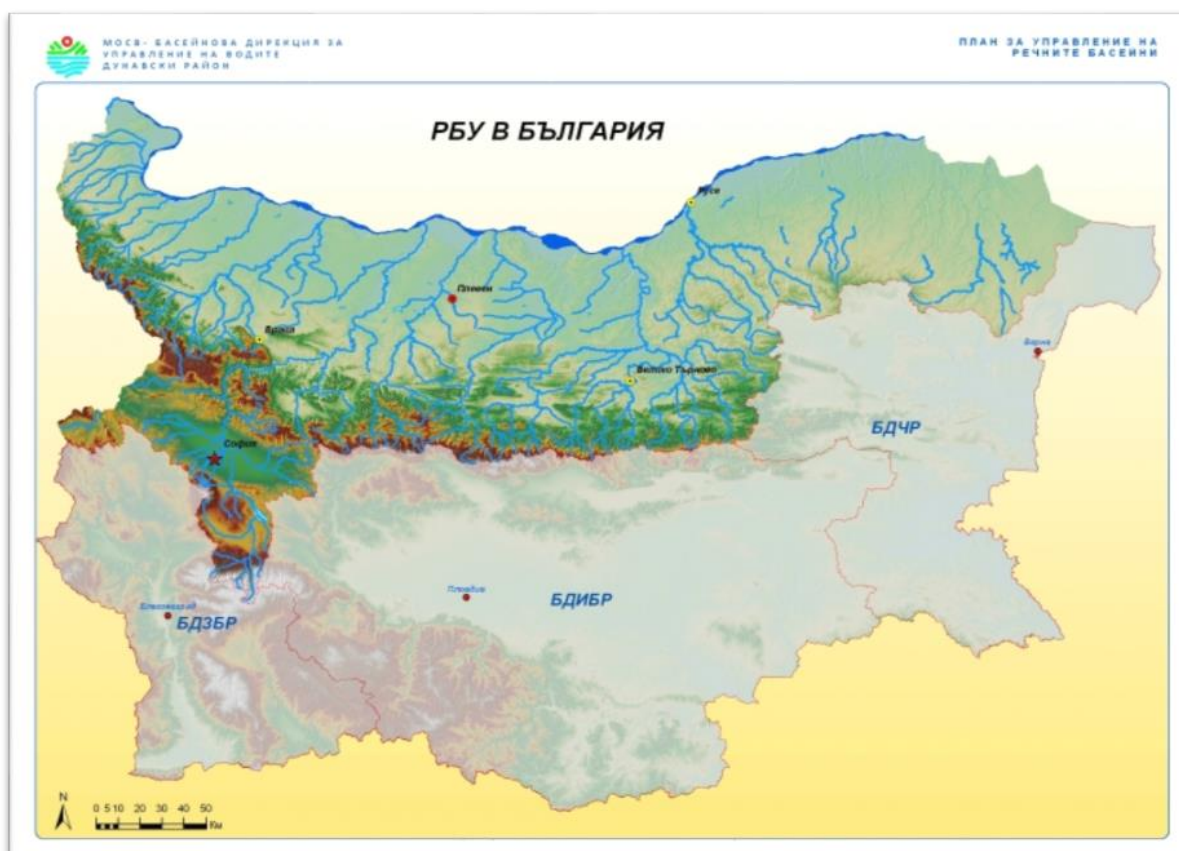 МОСВ- БАСЕЙНОВА ДИРЕКЦИЯ ЗА
УПРАВЛЕНИЕ НА ВОДИТЕ
ДУНАВСКИ РАЙОН
ПЛАН ЗА УПРАВЛЕНИЕ НА
РЕЧНИТЕ БАСЕЙНИ
РБУ В БЪЛГАРИЯ
Русе
Плевен
Враца
Варна
Велико Търново
БДЧР
София
Пловдив
БДИБР
Благоевград
БДЗБР
N
0 5 10 20 30 40 50
Км